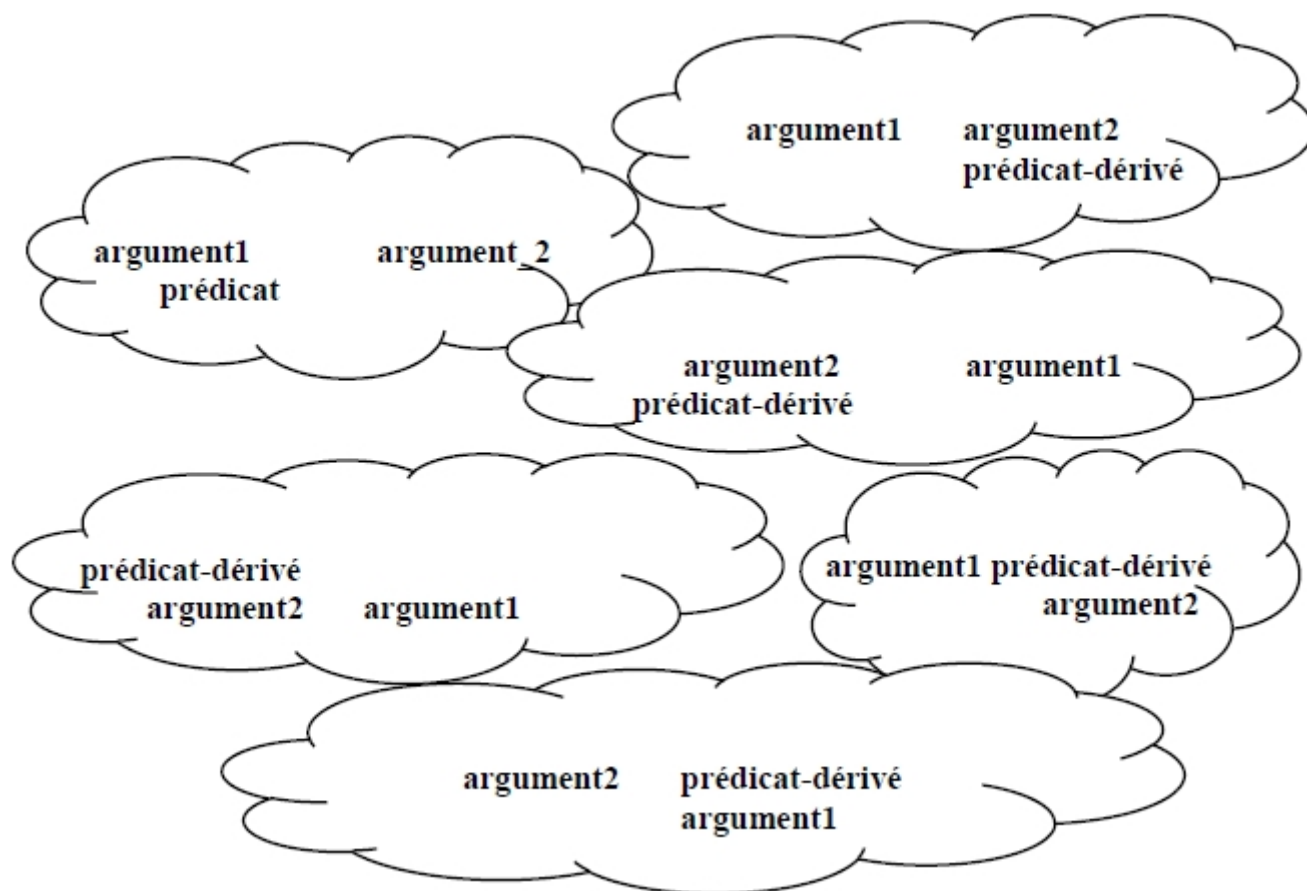 argument1 argument2
prédicat-dérivé
argument1 argument_2
prédicat
argument2 argument1
prédicat-dérivé
prédicat-dérivé
argument2 argument1
argument1 prédicat-dérivé
argument2
argument2 prédicat-dérivé
argument1